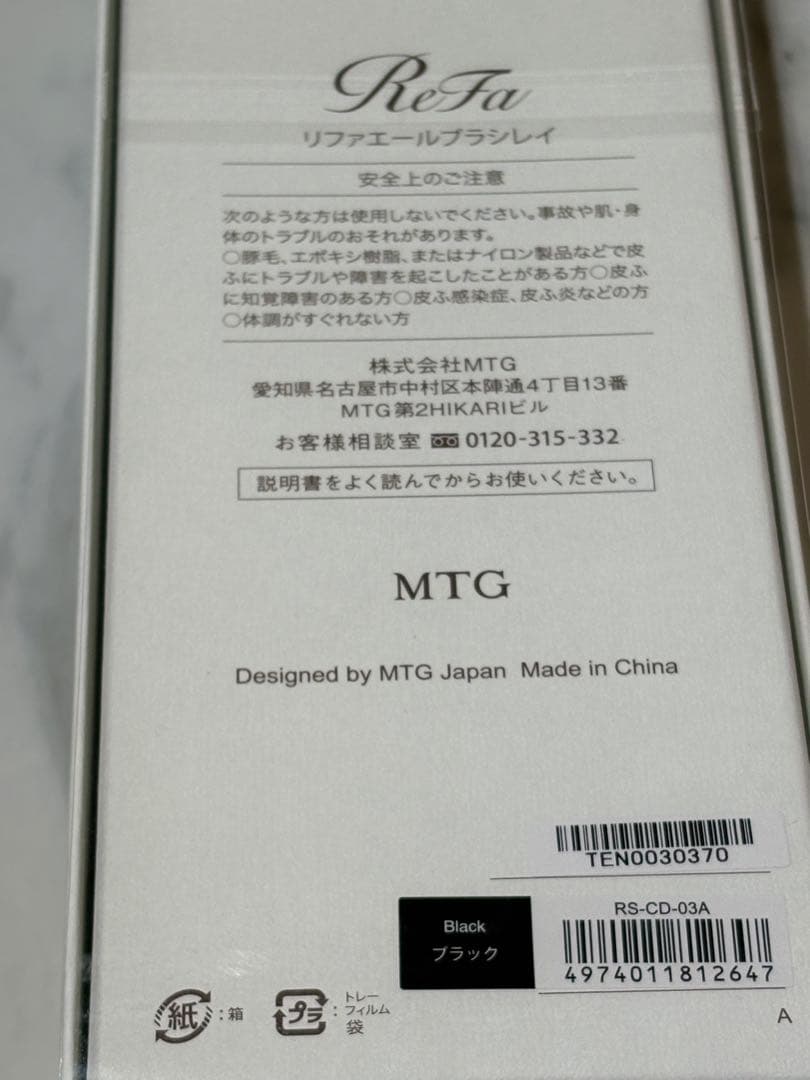 ReFa
リファエールブラシレイ
安全上のご注意
次のような方は使用しないでください。事故や肌・身
体のトラブルのおそれがあります。
○豚毛、エポキシ樹脂、またはナイロン製品などで皮
ふにトラブルや障害を起こしたことがある方○皮ふ
に知覚障害のある方○皮ふ感染症、皮ふ炎などの方
○体調がすぐれない方
株式会社MTG
愛知県名古屋市中村区本陣通4丁目13番
MTG第2HIKARIビル
お客様相談室 0120-315-332
説明書をよく読んでからお使いください。
MTG
Designed by MTG Japan Made in China
TEN0030370
Black
ブラック
RS-CD-03A
4974011812647
紙:箱
プラ:トレー
フィルム
袋
A